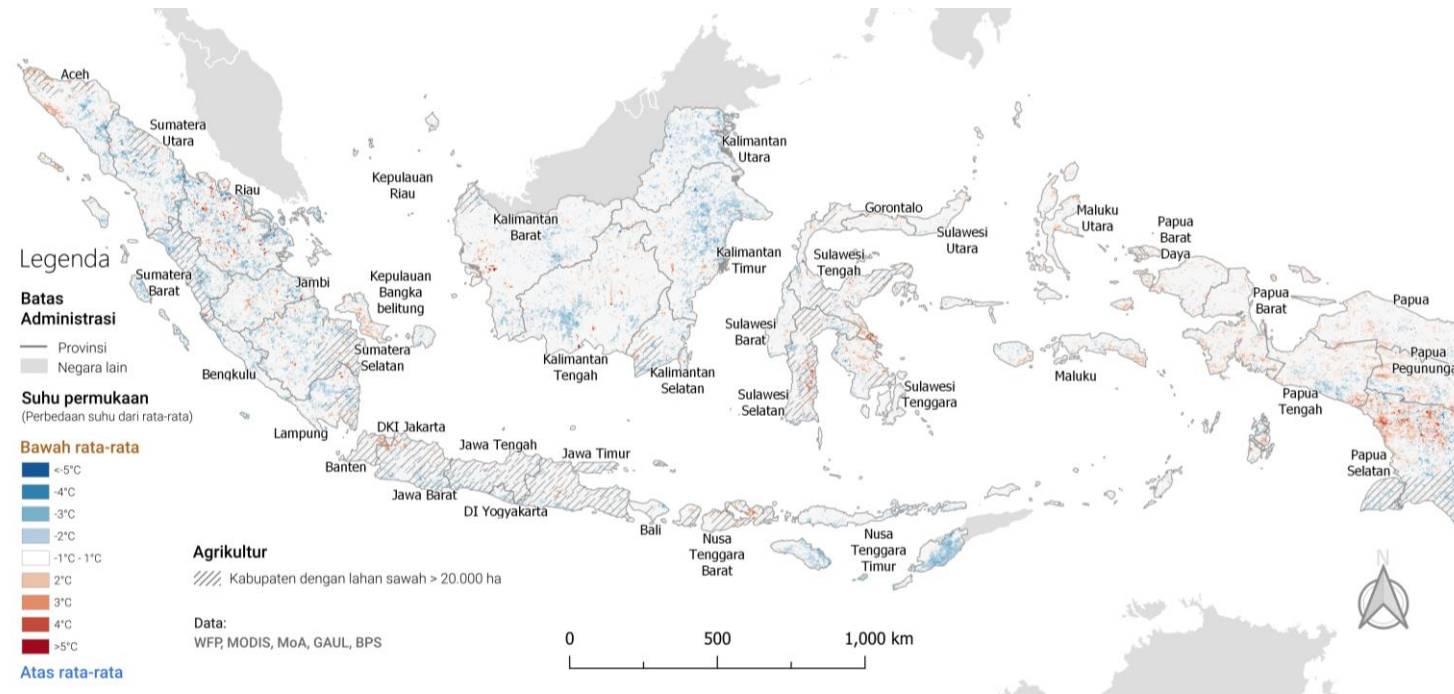 Aceh
Sumatera
Utara
Riau
Kepulauan
Riau
Sumatera
Barat
Jambi
Kepulauan
Bangka
belitung
Bengkulu
Sumatera
Selatan
Lampung
Banten
DKI Jakarta
Jawa Barat
Jawa Tengah
DI Yogyakarta
Jawa Timur
Bali
Nusa
Tenggara
Barat
Nusa
Tenggara
Timur
Kalimantan
Barat
Kalimantan
Utara
Kalimantan
Timur
Kalimantan
Tengah
Kalimantan
Selatan
Gorontalo
Sulawesi
Utara
Sulawesi
Tengah
Sulawesi
Barat
Sulawesi
Selatan
Sulawesi
Tenggara
Maluku
Utara
Maluku
Papua
Barat
Daya
Papua
Barat
Papua
Papua
Pegununga
Papua
Tengah
Papua
Selatan
Legenda
Batas
Administrasi
Provinsi
Negara lain
Suhu permukaan
(Perbedaan suhu dari rata-rata)
Bawah rata-rata
<-5°C
-4°C
-3°C
-2°C
-1°C - 1°C
2°C
3°C
4°C
>5°C
Atas rata-rata
Agrikultur
Kabupaten dengan lahan sawah > 20.000 ha
Data:
WFP, MODIS, MoA, GAUL, BPS
0 500 1,000 km
N